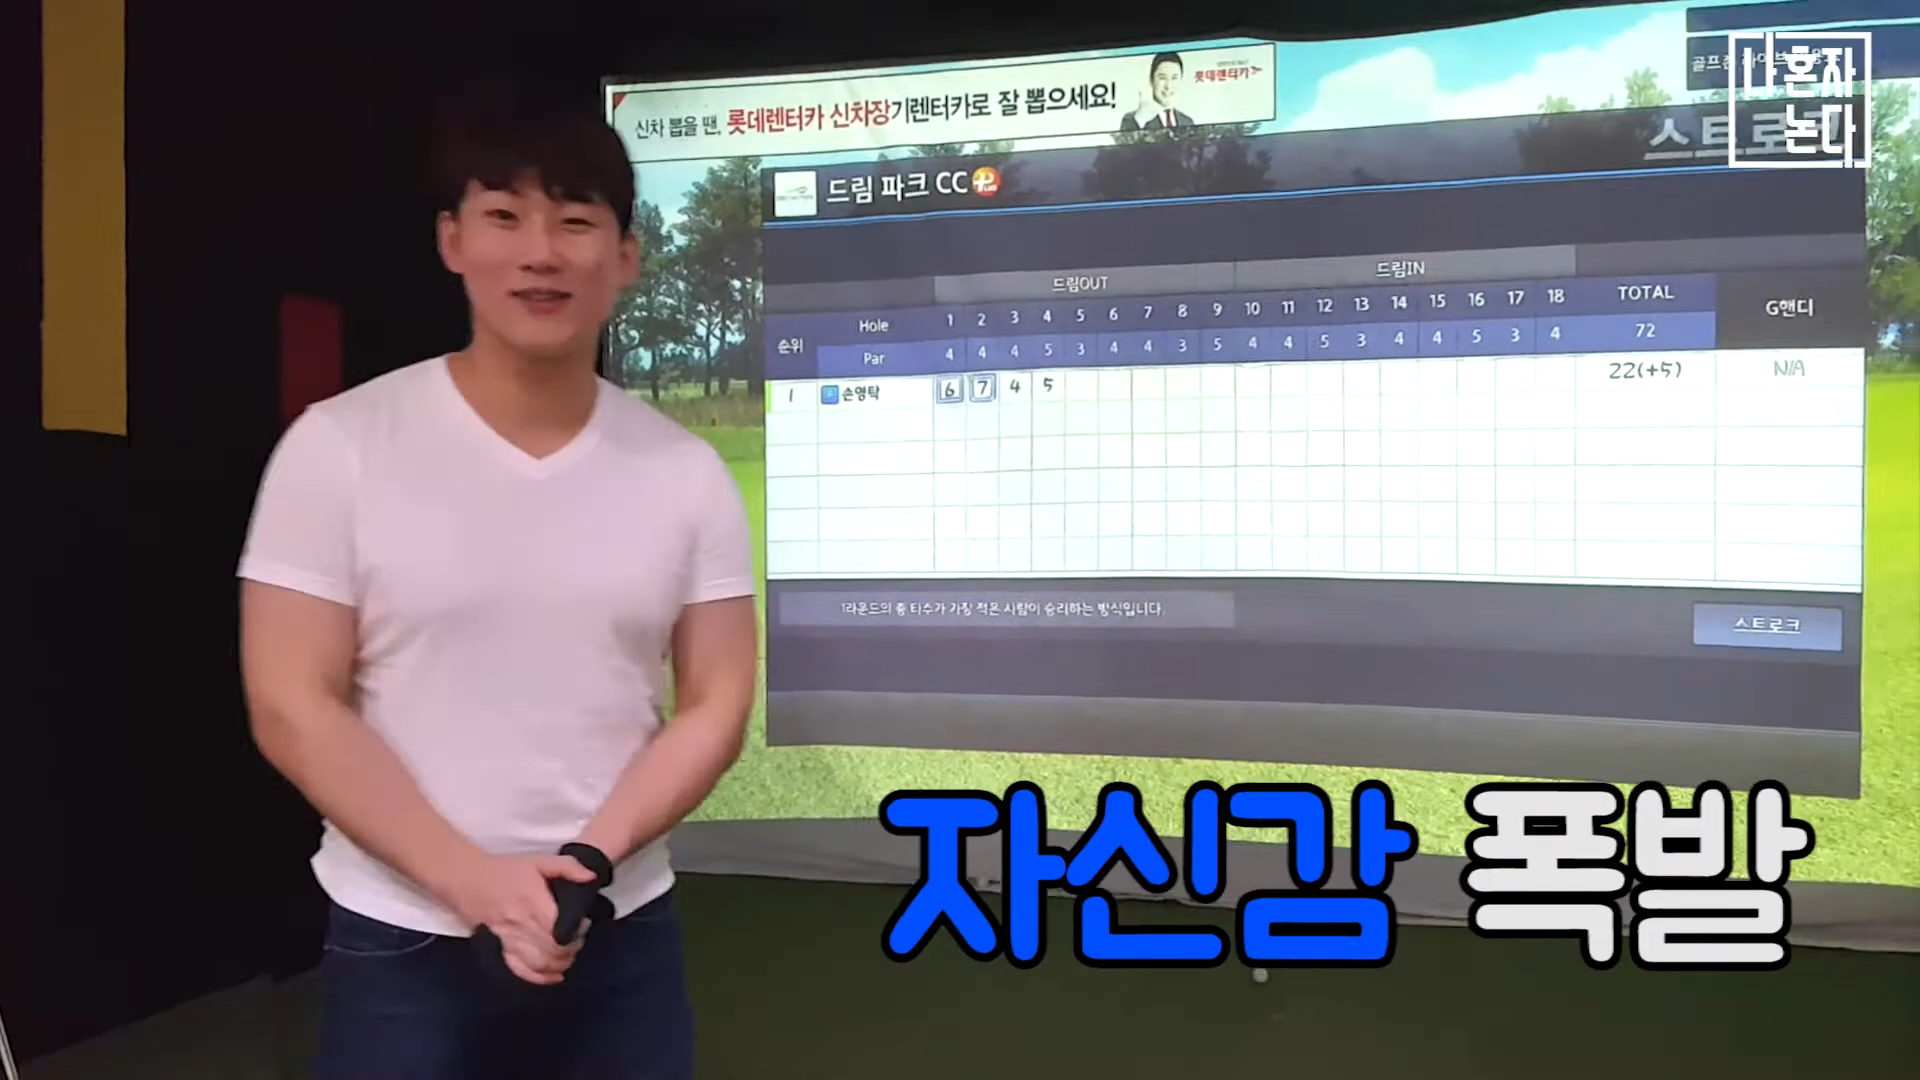 신차 뽑을 땐, 롯데렌터카 신차장기렌터카로 잘 뽑으세요!
롯데렌터카
나 혼자
논다
스트로크
드림 파크 CC
드림OUT 드림IN
순위 Hole 1 2 3 4 5 6 7 8 9 10 11 12 13 14 15 16 17 18 TOTAL G핸디
Par 4 4 4 5 3 4 4 3 5 4 4 5 3 4 4 5 3 4 72
1 손영탁 6 7 4 5 22(+5) N/A
1라운드의 총 타수가 가장 적은 사람이 승리하는 방식입니다.
스트로크
자신감 폭발